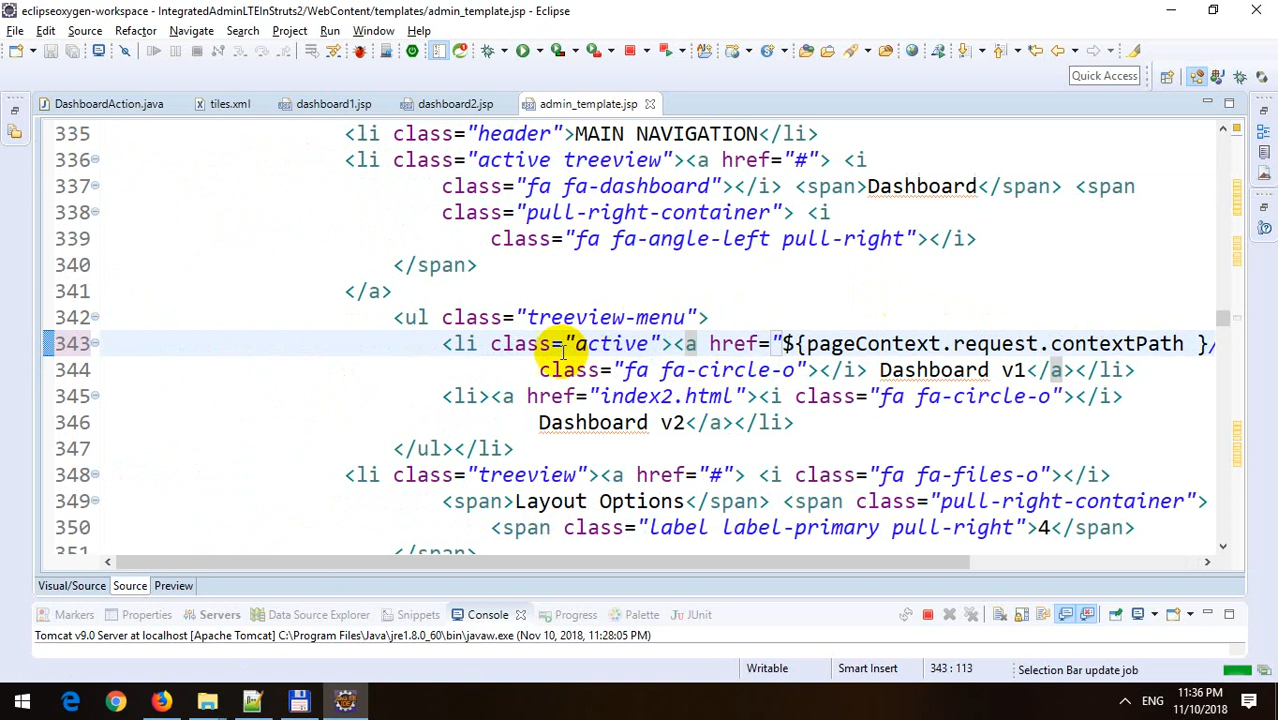 eclipseoxygen-workspace - IntegratedAdminLTEInStruts2/WebContent/templates/admin_template.jsp - Eclipse
File Edit Source Refactor Navigate Search Project Run Window Help
Quick Access
DashboardAction.java tiles.xml dashboard1.jsp dashboard2.jsp admin_template.jsp
335 <li class="header">MAIN NAVIGATION</li>
336 <li class="active treeview"><a href="#"> <i
337 class="fa fa-dashboard"></i> <span>Dashboard</span> <span
338 class="pull-right-container"> <i
339 class="fa fa-angle-left pull-right"></i>
340 </span>
341 </a>
342 <ul class="treeview-menu">
343 <li class="active"><a href="${pageContext.request.contextPath }/
344 class="fa fa-circle-o"></i> Dashboard v1</a></li>
345 <li><a href="index2.html"><i class="fa fa-circle-o"></i>
346 Dashboard v2</a></li>
347 </ul></li>
348 <li class="treeview"><a href="#"> <i class="fa fa-files-o"></i>
349 <span>Layout Options</span> <span class="pull-right-container">
350 <span class="label label-primary pull-right">4</span>
351 </span>
Visual/Source Source Preview
Markers Properties Servers Data Source Explorer Snippets Console Progress Palette JUnit
Tomcat v9.0 Server at localhost [Apache Tomcat] C:\Program Files\Java\jre1.8.0_60\bin\javaw.exe (Nov 10, 2018, 11:28:05 PM)
Writable Smart Insert 343 : 113 Selection Bar update job
ENG 11:36 PM
11/10/2018